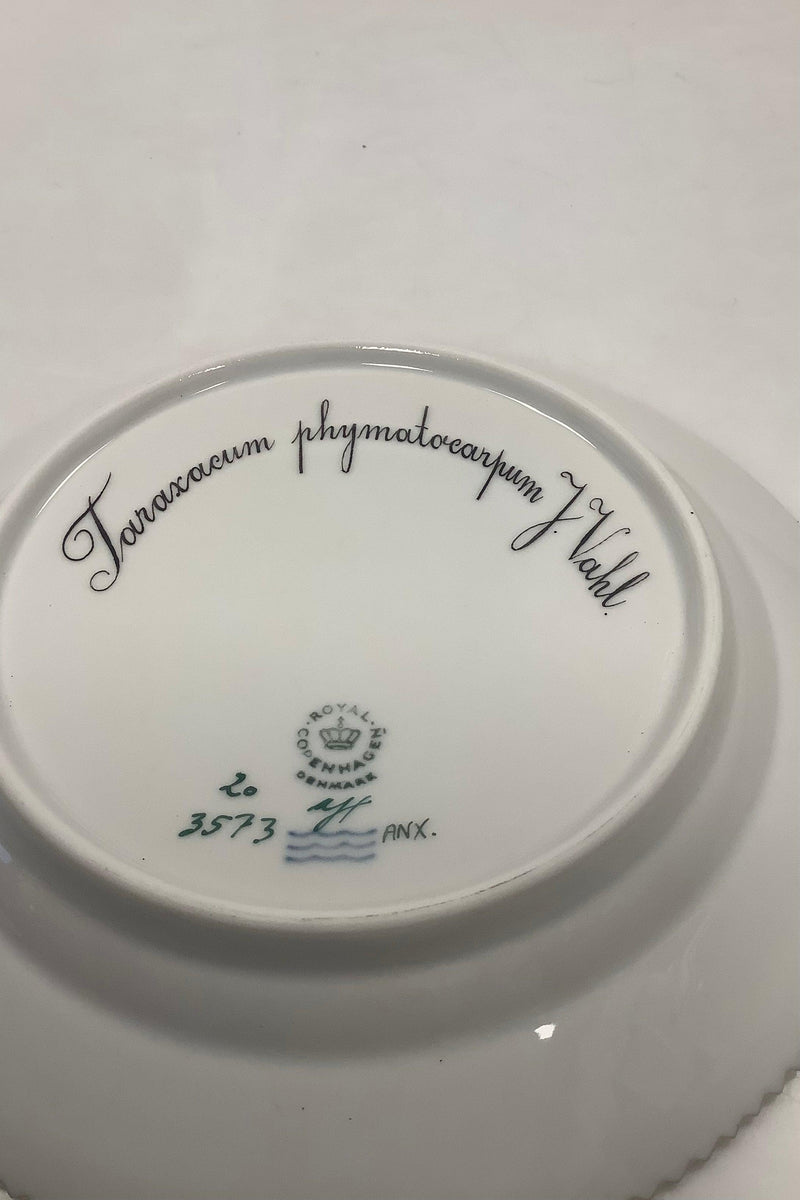 Taraxacum phymatocarpum J. Vahl.
ROYAL
COPENHAGEN
DENMARK
20
3573
ANX.